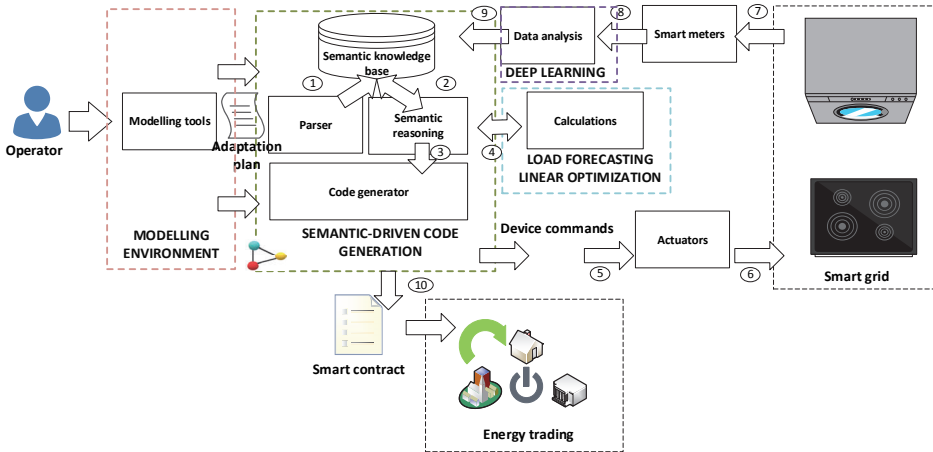 9
8
7
Semantic knowledge
base
Data analysis
Smart meters
DEEP LEARNING
1
2
Modelling tools
Parser
Semantic
reasoning
Calculations
Operator
Adaptation
plan
3
4
LOAD FORECASTING
LINEAR OPTIMIZATION
Code generator
MODELLING
ENVIRONMENT
SEMANTIC-DRIVEN CODE
GENERATION
Device commands
Actuators
5
6
Smart grid
10
Smart contract
Energy trading